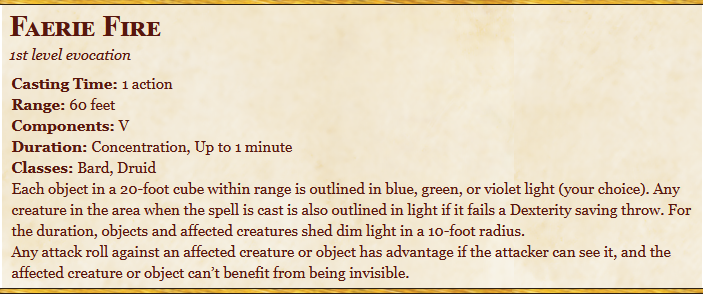 Faerie Fire
1st level evocation
Casting Time: 1 action
Range: 60 feet
Components: V
Duration: Concentration, Up to 1 minute
Classes: Bard, Druid
Each object in a 20-foot cube within range is outlined in blue, green, or violet light (your choice). Any
creature in the area when the spell is cast is also outlined in light if it fails a Dexterity saving throw. For
the duration, objects and affected creatures shed dim light in a 10-foot radius.
Any attack roll against an affected creature or object has advantage if the attacker can see it, and the
affected creature or object can’t benefit from being invisible.